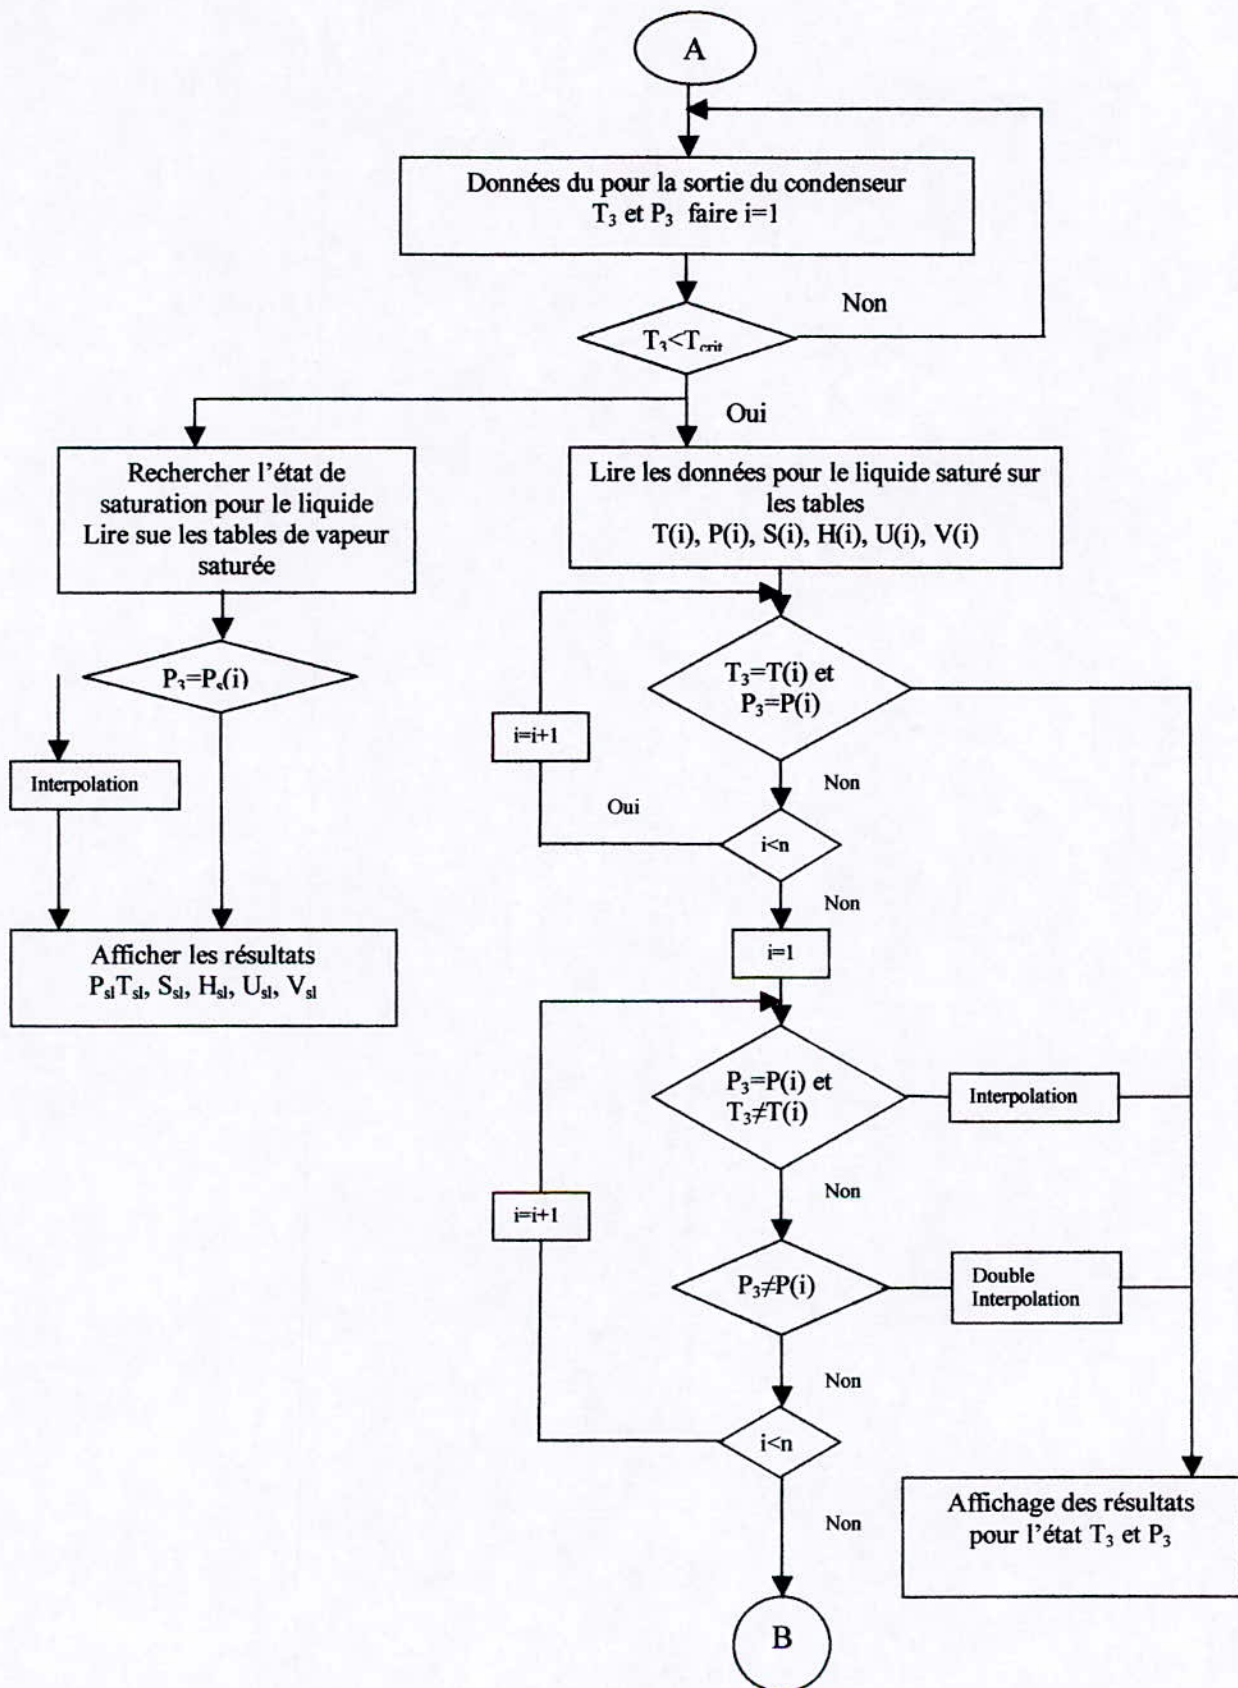 A
Données du pour la sortie du condenseur
T₃ et P₃ faire i=1
Non
T₃<Tcrit
Oui
Rechercher l'état de
saturation pour le liquide
Lire sue les tables de vapeur
saturée
Lire les données pour le liquide saturé sur
les tables
T(i), P(i), S(i), H(i), U(i), V(i)
P₃=Pₛ(i)
T₃=T(i) et
P₃=P(i)
i=i+1
Interpolation
Non
Oui
i<n
Non
Afficher les résultats
PslTsl, Ssl, Hsl, Usl, Vsl
i=1
P₃=P(i) et
T₃≠T(i)
Interpolation
Non
i=i+1
P₃≠P(i)
Double
Interpolation
Non
i<n
Affichage des résultats
pour l'état T₃ et P₃
Non
B